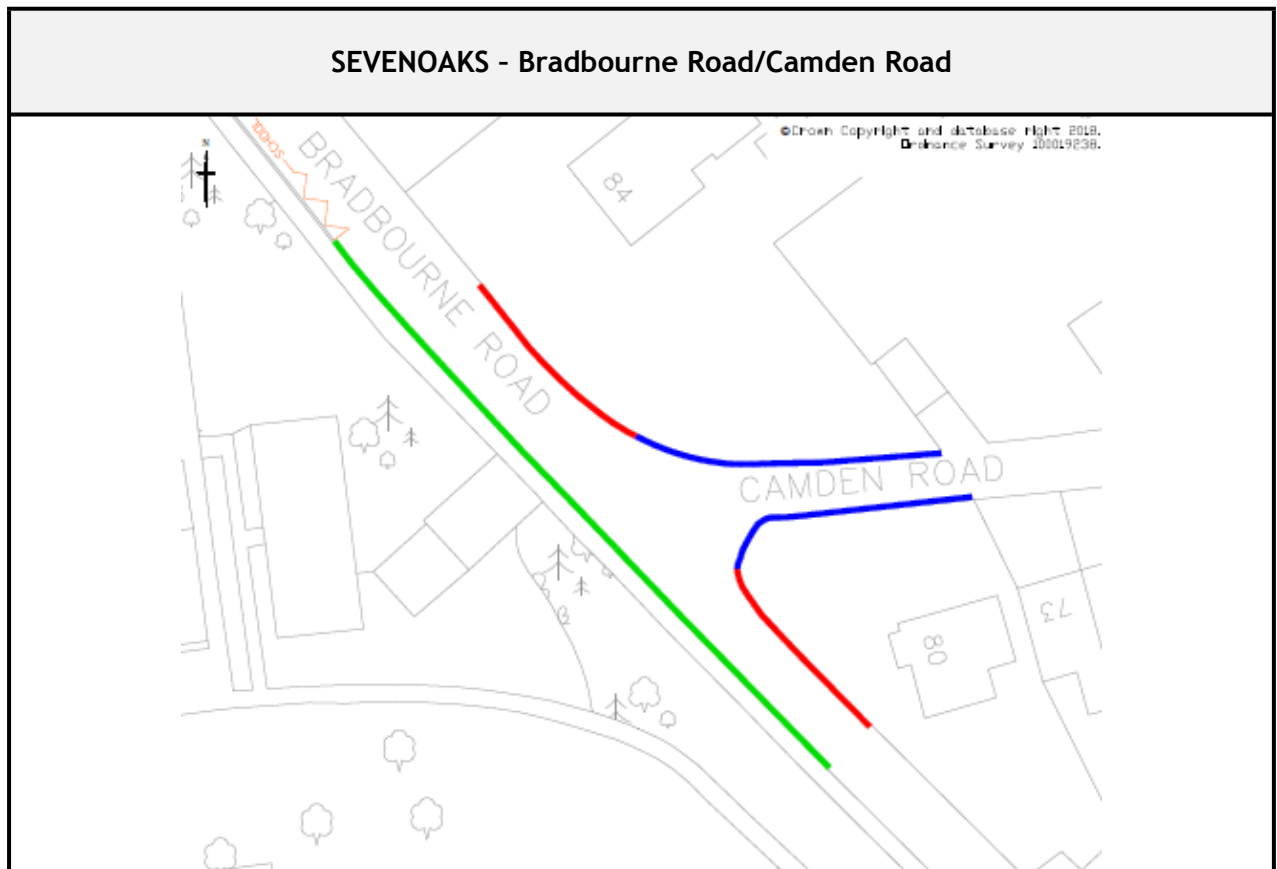 SEVENOAKS – Bradbourne Road/Camden Road
©Crown Copyright and database right 2018.
Ordnance Survey 100019238.
N
SCHOOL
BRADBOURNE ROAD
84
CAMDEN ROAD
73
80